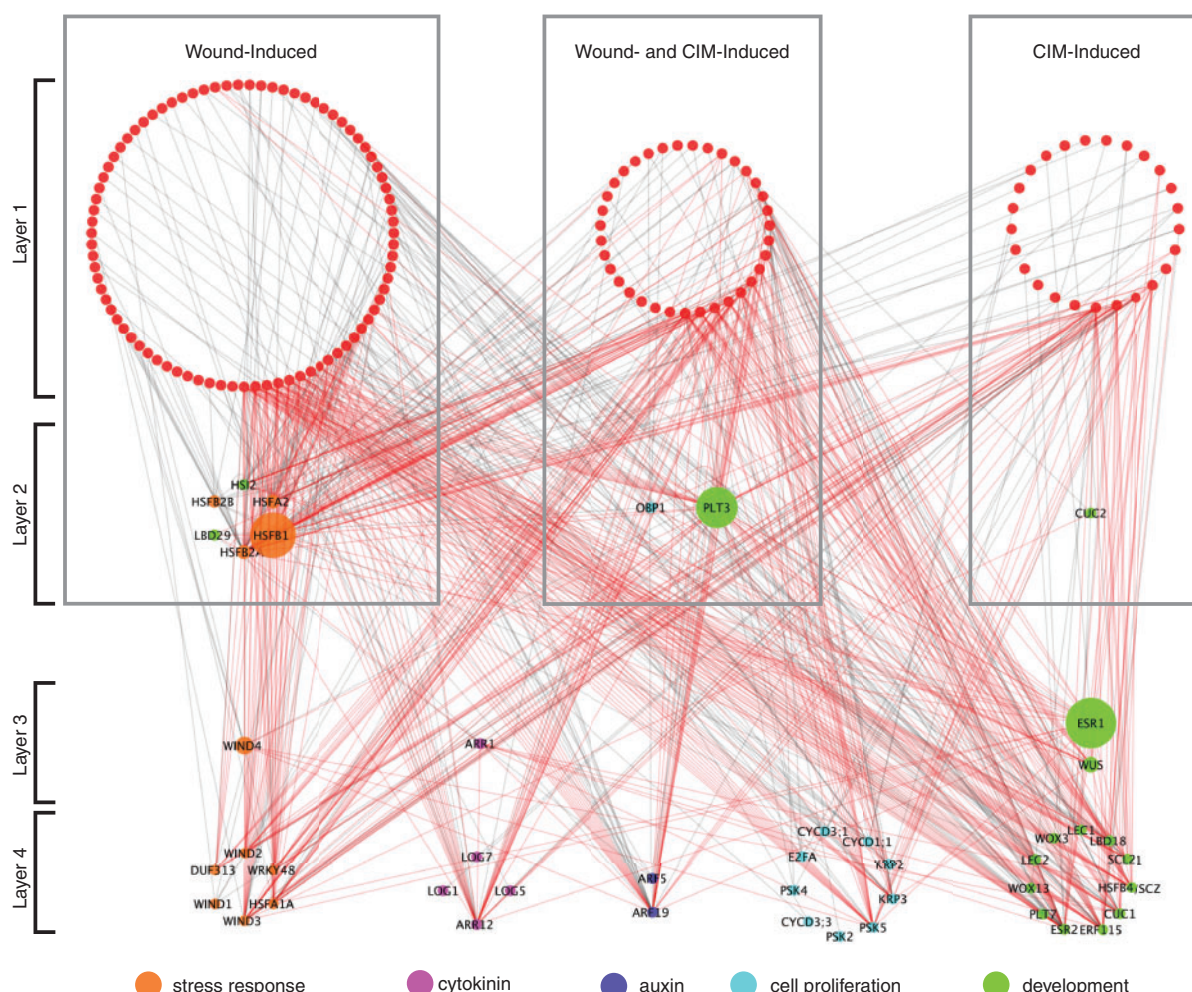 Wound-Induced
Wound- and CIM-Induced
CIM-Induced
Layer 1
Layer 2
HSI2
HSFB2B
HSFA2
LBD29
HSFB1
HSFB2A
OBP1
PLT3
CUC2
Layer 3
WIND4
ARR1
ESR1
WUS
Layer 4
WIND2
DUF313
WRKY48
WIND1
HSFA1A
WIND3
LOG7
LOG1
LOG5
ARR12
ARF5
ARF19
CYCD3;1
CYCD1;1
E2FA
KRP2
PSK4
KRP3
CYCD3;3
PSK5
PSK2
LEC1
WOX3
LBD18
LEC2
SCL21
WOX13
HSFB4/SCZ
PLT7
CUC1
ESR2
ERF115
stress response
cytokinin
auxin
cell proliferation
development